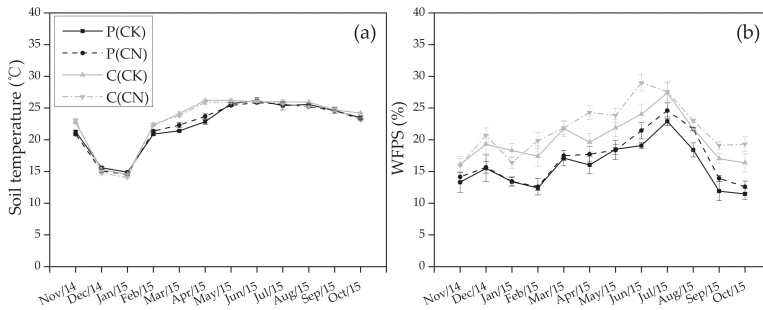 (a)
P(CK)
P(CN)
C(CK)
C(CN)
Soil temperature (℃)
40
35
30
25
20
15
10
5
0
Nov/14
Dec/14
Jan/15
Feb/15
Mar/15
Apr/15
May/15
Jun/15
Jul/15
Aug/15
Sep/15
Oct/15
(b)
WFPS (%)
40
35
30
25
20
15
10
5
0
Nov/14
Dec/14
Jan/15
Feb/15
Mar/15
Apr/15
May/15
Jun/15
Jul/15
Aug/15
Sep/15
Oct/15